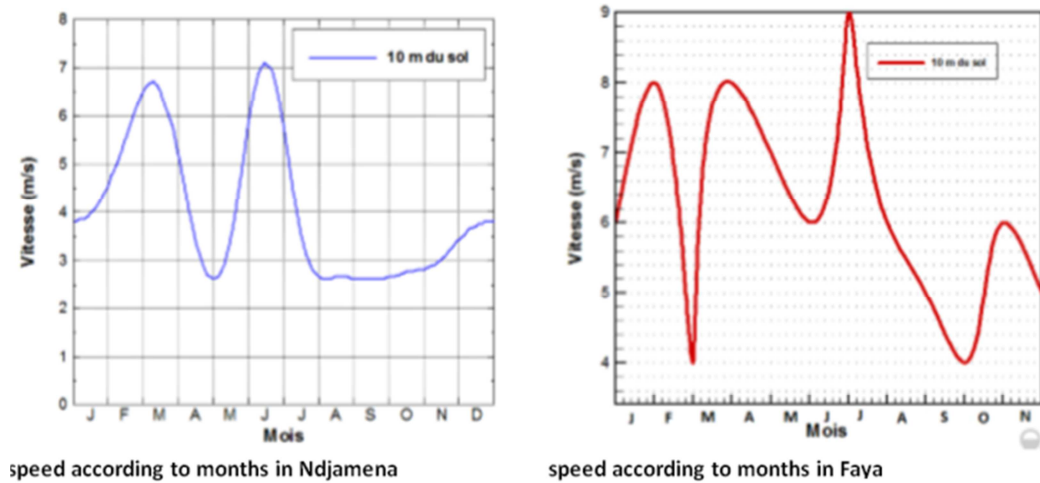 8
7
6
5
4
3
2
1
0
Vitesse (m/s)
10 m du sol
J F M A M J J A S O N D
Mois
speed according to months in Ndjamena
9
8
7
6
5
4
Vitesse (m/s)
10 m du sol
J F M A M J J A S O N
Mois
speed according to months in Faya